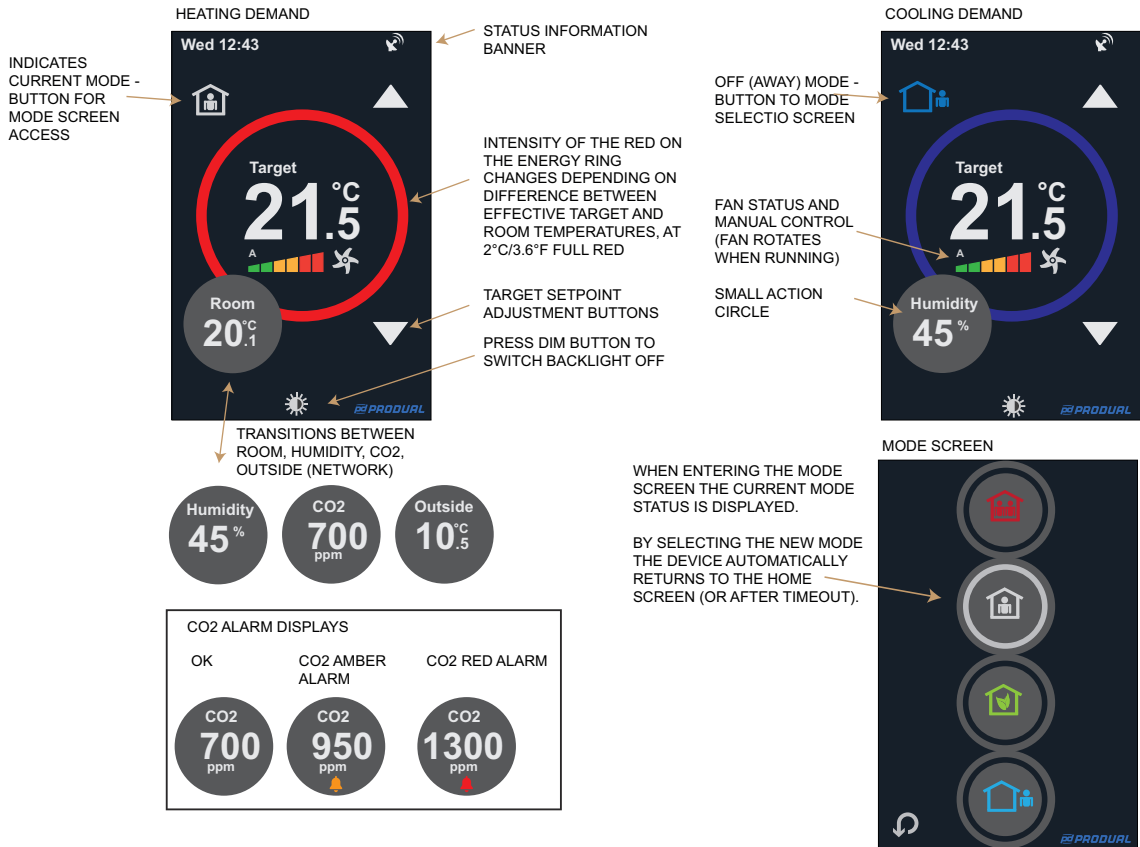 HEATING DEMAND
Wed 12:43
STATUS INFORMATION
BANNER
INDICATES
CURRENT MODE -
BUTTON FOR
MODE SCREEN
ACCESS
Target
21.5 °C
A
Room
20.1 °C
PRODUAL
INTENSITY OF THE RED ON
THE ENERGY RING
CHANGES DEPENDING ON
DIFFERENCE BETWEEN
EFFECTIVE TARGET AND
ROOM TEMPERATURES, AT
2°C/3.6°F FULL RED
TARGET SETPOINT
ADJUSTMENT BUTTONS
PRESS DIM BUTTON TO
SWITCH BACKLIGHT OFF
TRANSITIONS BETWEEN
ROOM, HUMIDITY, CO2,
OUTSIDE (NETWORK)
Humidity
45 %
CO2
700
ppm
Outside
10.5 °C
CO2 ALARM DISPLAYS
OK
CO2
700
ppm
CO2 AMBER
ALARM
CO2
950
ppm
CO2 RED ALARM
CO2
1300
ppm
COOLING DEMAND
Wed 12:43
OFF (AWAY) MODE -
BUTTON TO MODE
SELECTIO SCREEN
Target
21.5 °C
A
FAN STATUS AND
MANUAL CONTROL
(FAN ROTATES
WHEN RUNNING)
SMALL ACTION
CIRCLE
Humidity
45 %
PRODUAL
MODE SCREEN
WHEN ENTERING THE MODE
SCREEN THE CURRENT MODE
STATUS IS DISPLAYED.
BY SELECTING THE NEW MODE
THE DEVICE AUTOMATICALLY
RETURNS TO THE HOME
SCREEN (OR AFTER TIMEOUT).
PRODUAL